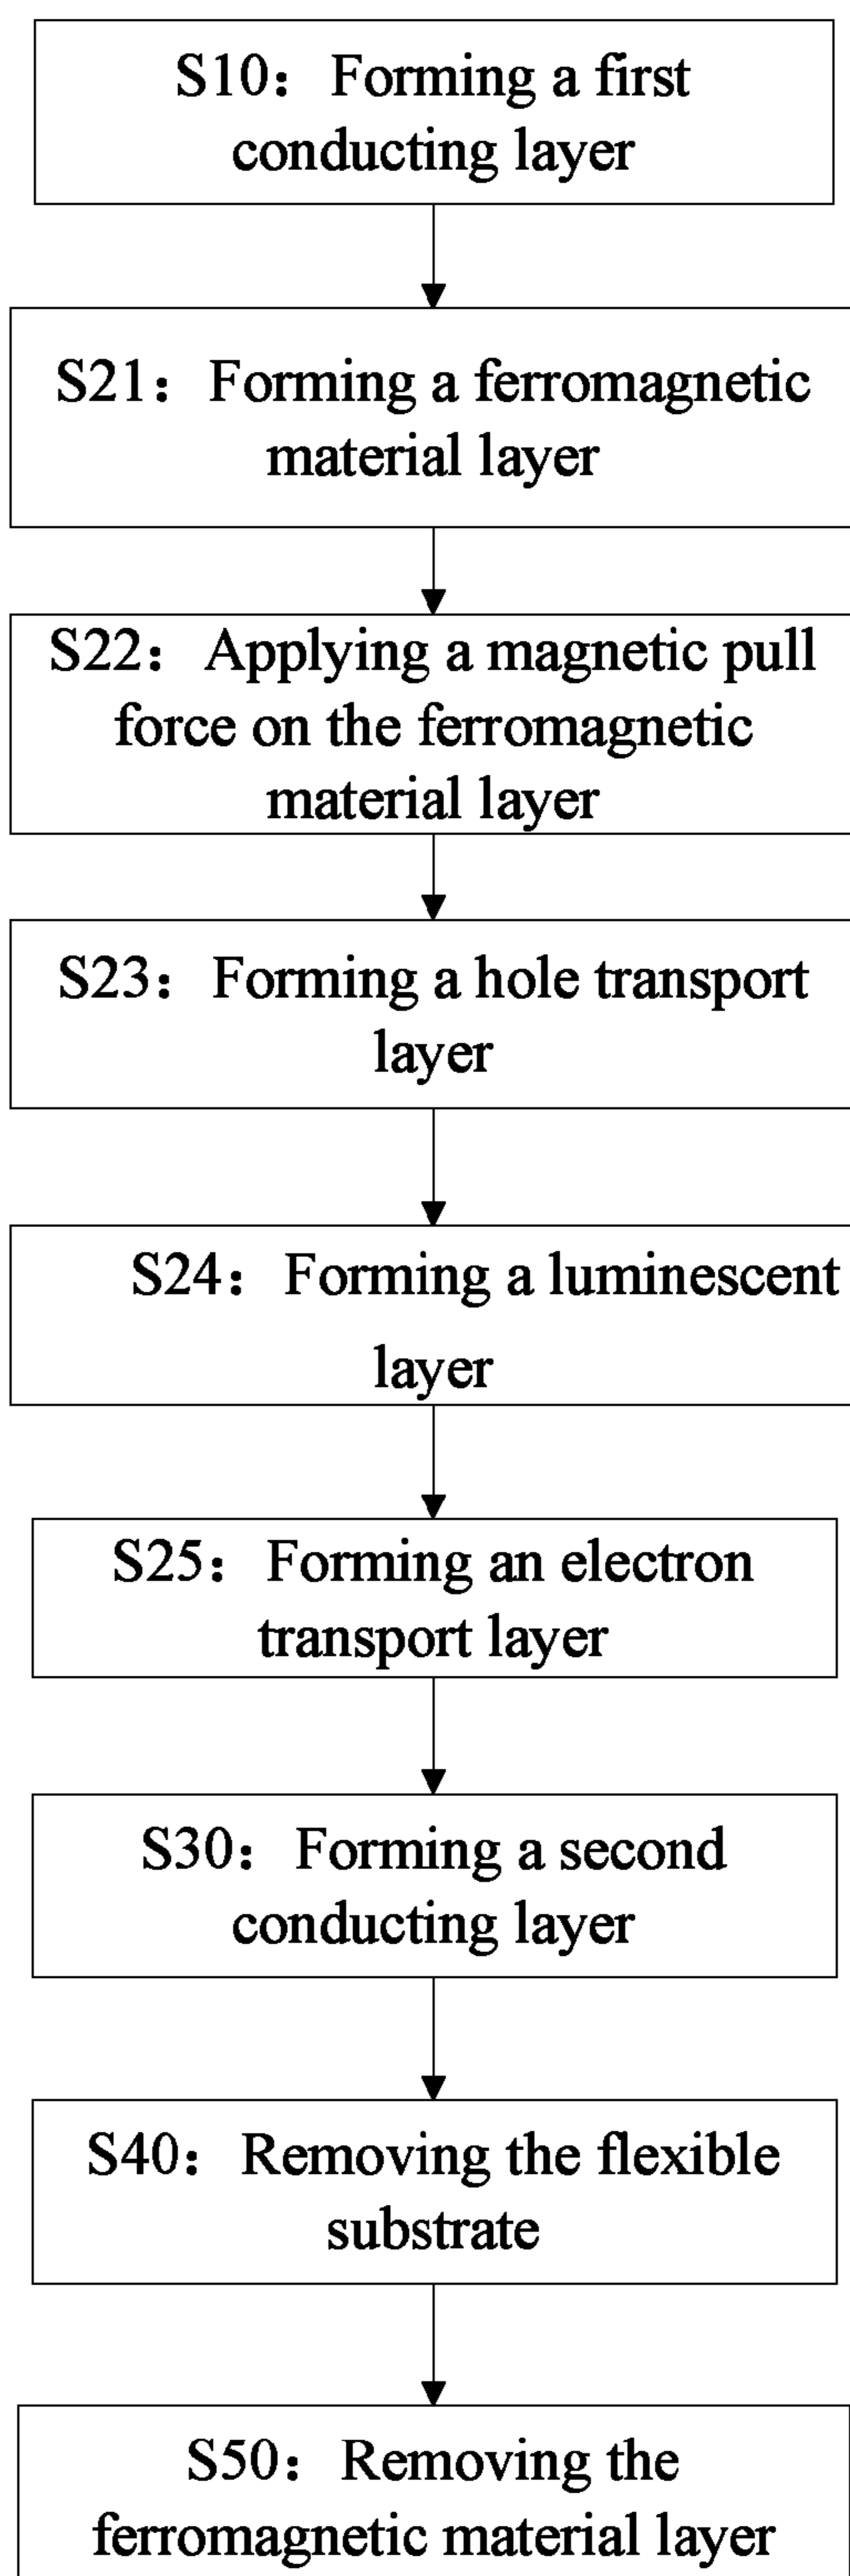 S10： Forming a first
conducting layer
S21： Forming a ferromagnetic
material layer
S22： Applying a magnetic pull
force on the ferromagnetic
material layer
S23： Forming a hole transport
layer
S24： Forming a luminescent
layer
S25： Forming an electron
transport layer
S30： Forming a second
conducting layer
S40： Removing the flexible
substrate
S50： Removing the
ferromagnetic material layer